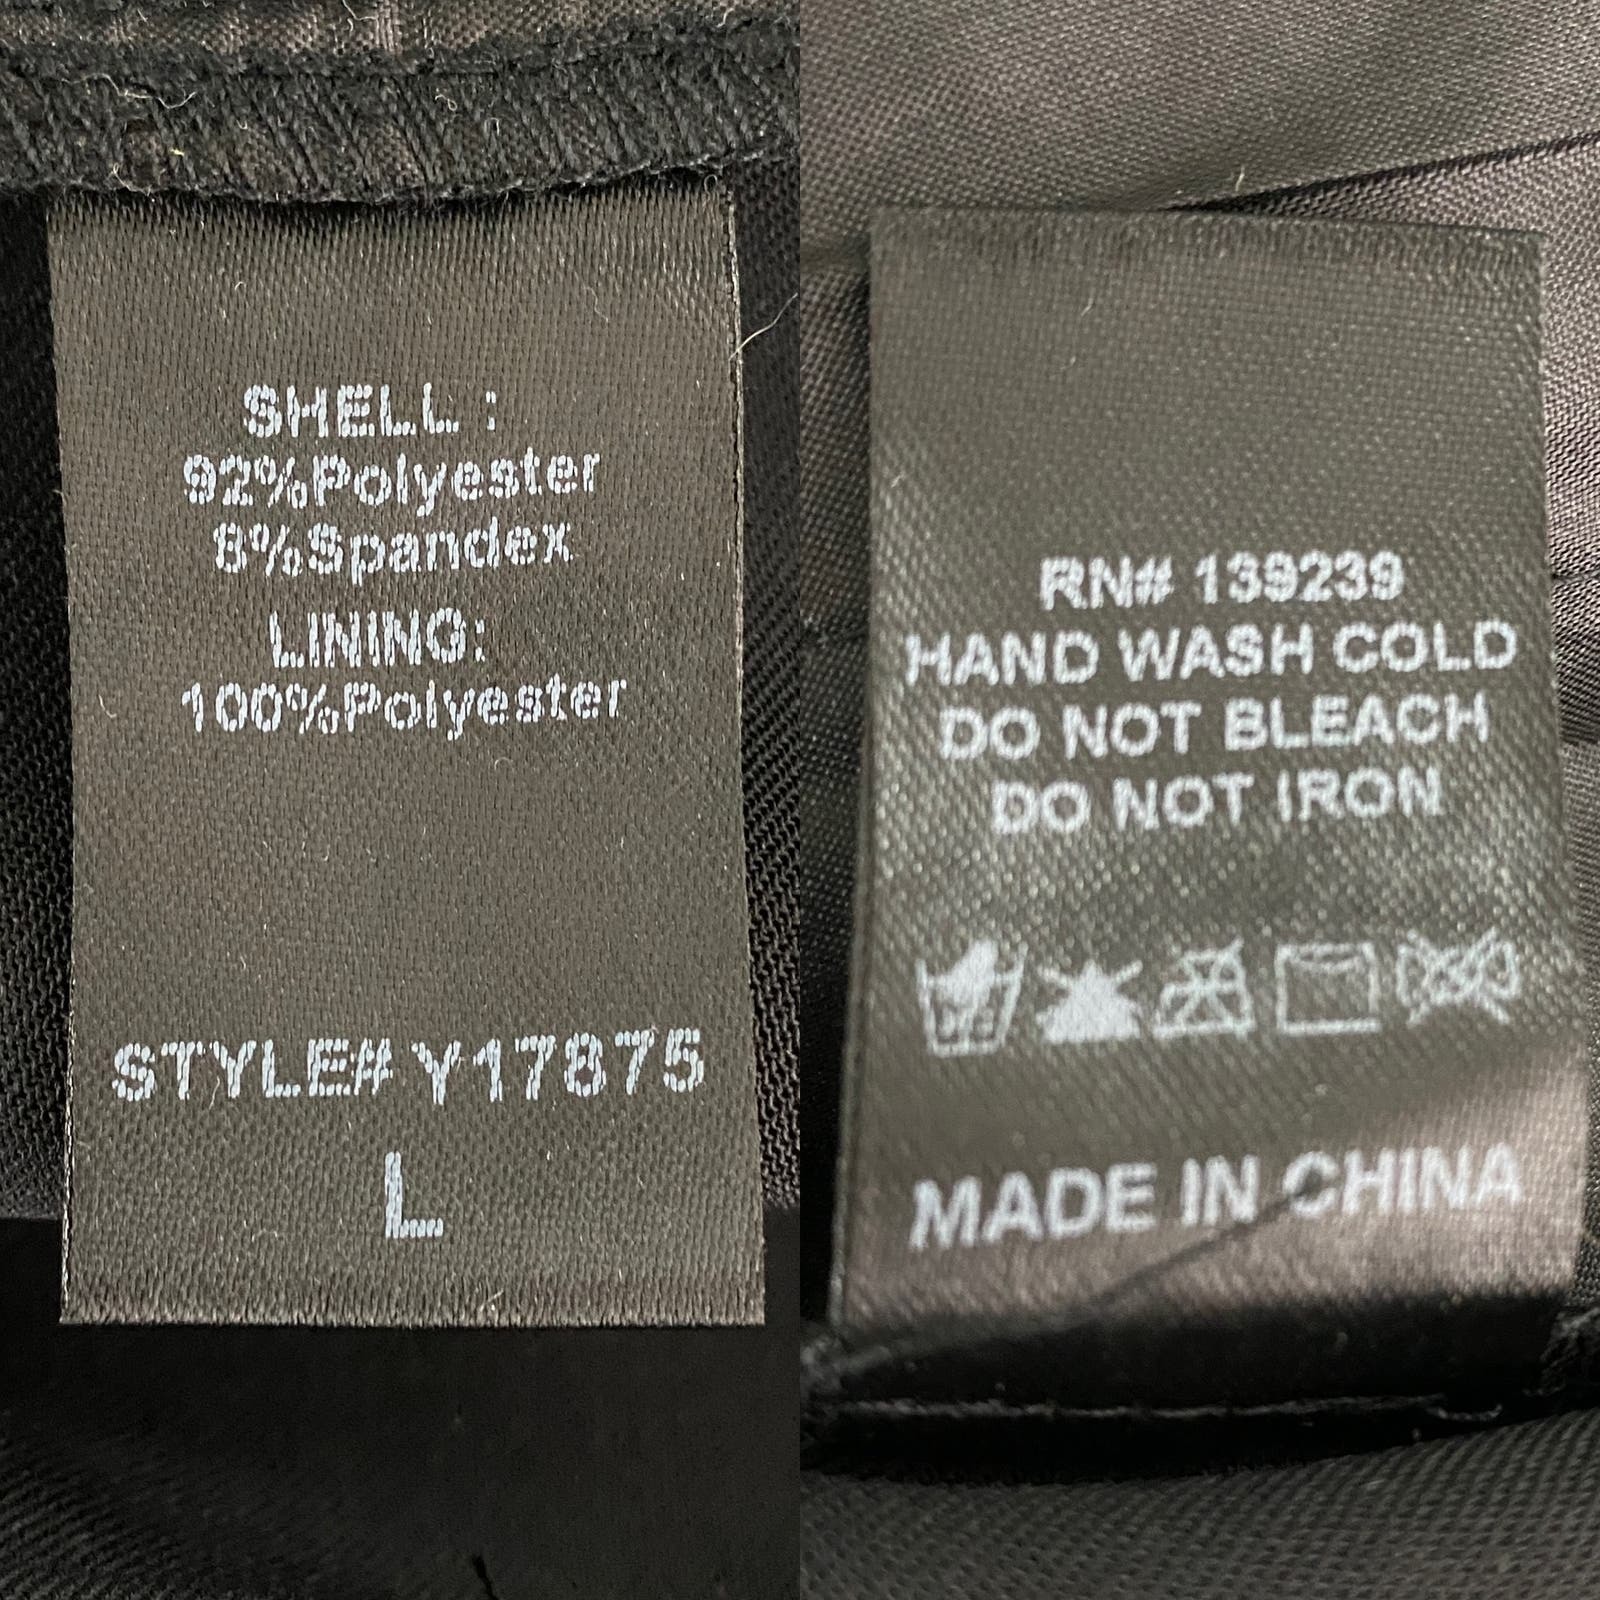 SHELL :
92%Polyester
8%Spandex
LINING:
100%Polyester
STYLE# Y17875
L
RN# 139239
HAND WASH COLD
DO NOT BLEACH
DO NOT IRON
MADE IN CHINA